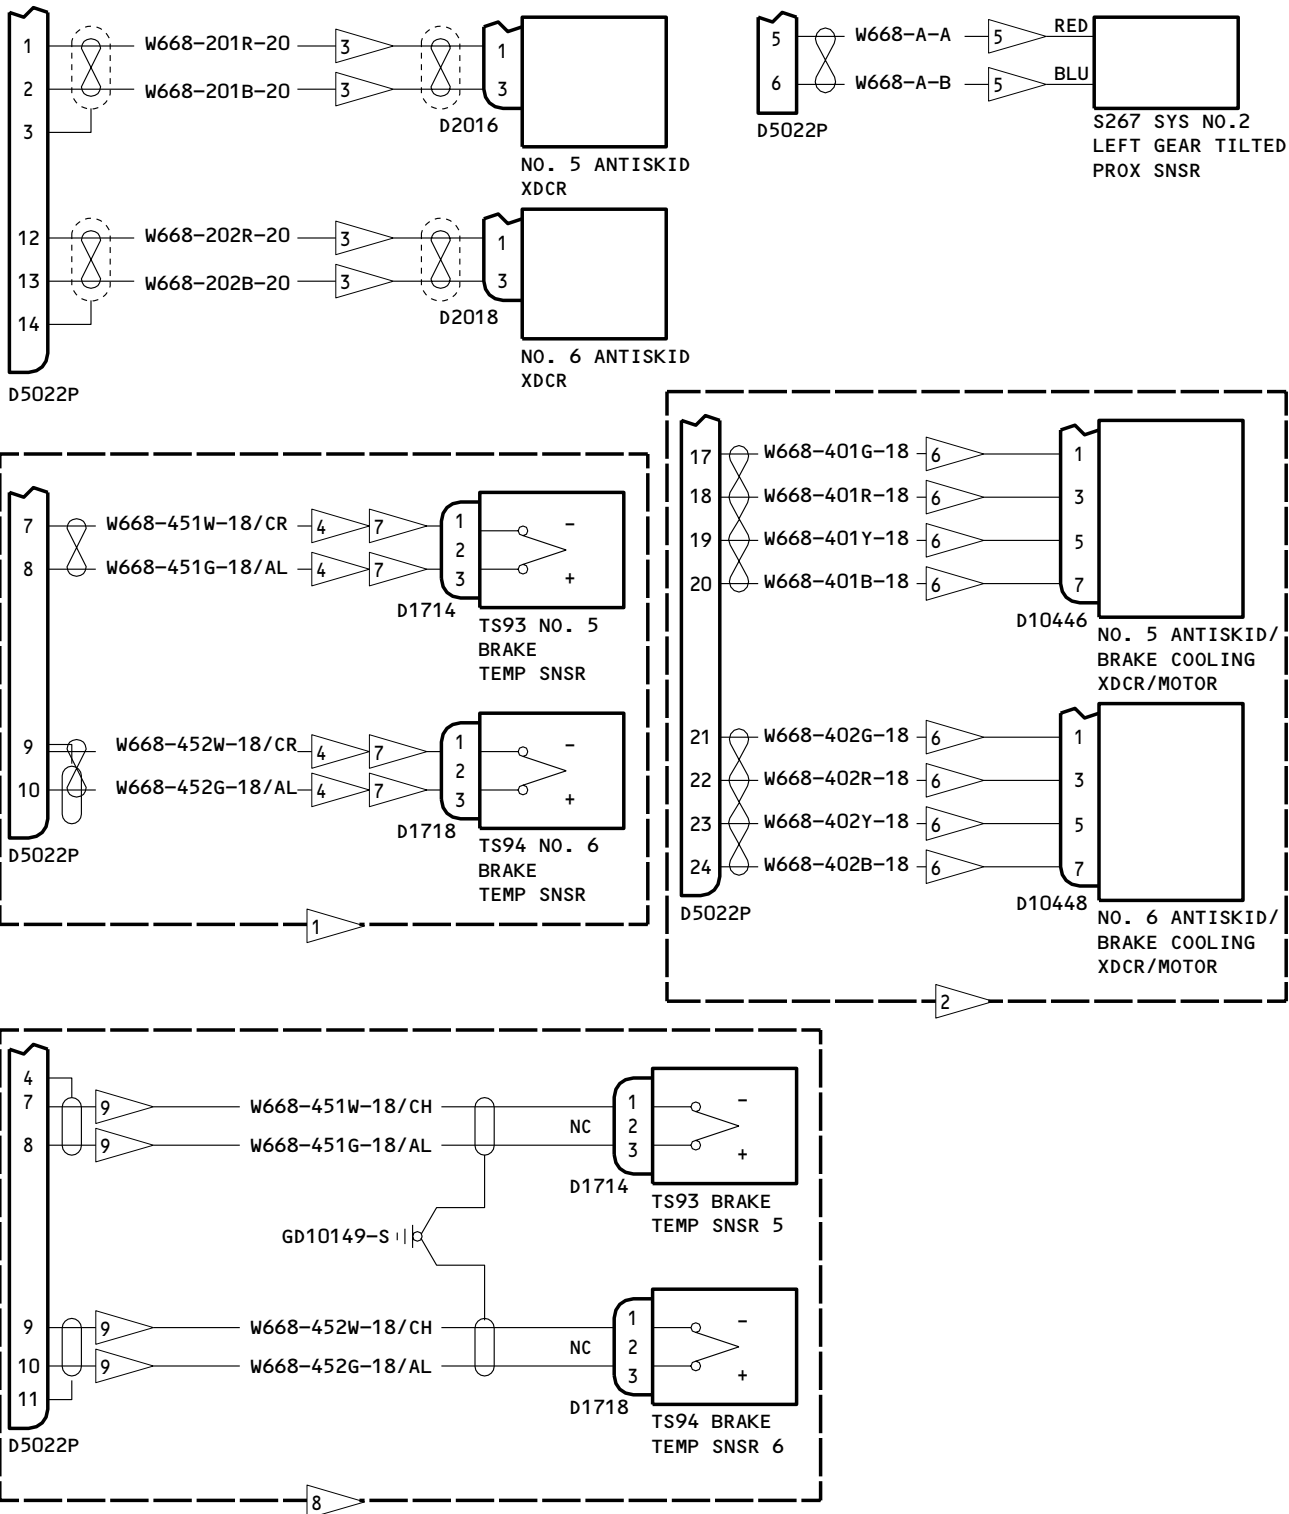 1 W668-201R-20 3 1
2 W668-201B-20 3 3
3
D2016
NO. 5 ANTISKID
XDCR
12 W668-202R-20 3 1
13 W668-202B-20 3 3
14
D2018
NO. 6 ANTISKID
XDCR
D5022P
5 W668-A-A 5 RED
6 W668-A-B 5 BLU
D5022P
S267 SYS NO.2
LEFT GEAR TILTED
PROX SNSR
7 W668-451W-18/CR 4 7 1 -
2
8 W668-451G-18/AL 4 7 3 +
D1714
TS93 NO. 5
BRAKE
TEMP SNSR
9 W668-452W-18/CR 4 7 1 -
2
10 W668-452G-18/AL 4 7 3 +
D1718
D5022P
TS94 NO. 6
BRAKE
TEMP SNSR
1
17 W668-401G-18 6 1
18 W668-401R-18 6 3
19 W668-401Y-18 6 5
20 W668-401B-18 6 7
D10446
NO. 5 ANTISKID/
BRAKE COOLING
XDCR/MOTOR
21 W668-402G-18 6 1
22 W668-402R-18 6 3
23 W668-402Y-18 6 5
24 W668-402B-18 6 7
D5022P
D10448
NO. 6 ANTISKID/
BRAKE COOLING
XDCR/MOTOR
2
4
7 9 W668-451W-18/CH 1 -
NC 2
8 9 W668-451G-18/AL 3 +
D1714
TS93 BRAKE
TEMP SNSR 5
GD10149-S
9 9 W668-452W-18/CH 1 -
NC 2
10 9 W668-452G-18/AL 3 +
11
D1718
D5022P
TS94 BRAKE
TEMP SNSR 6
8